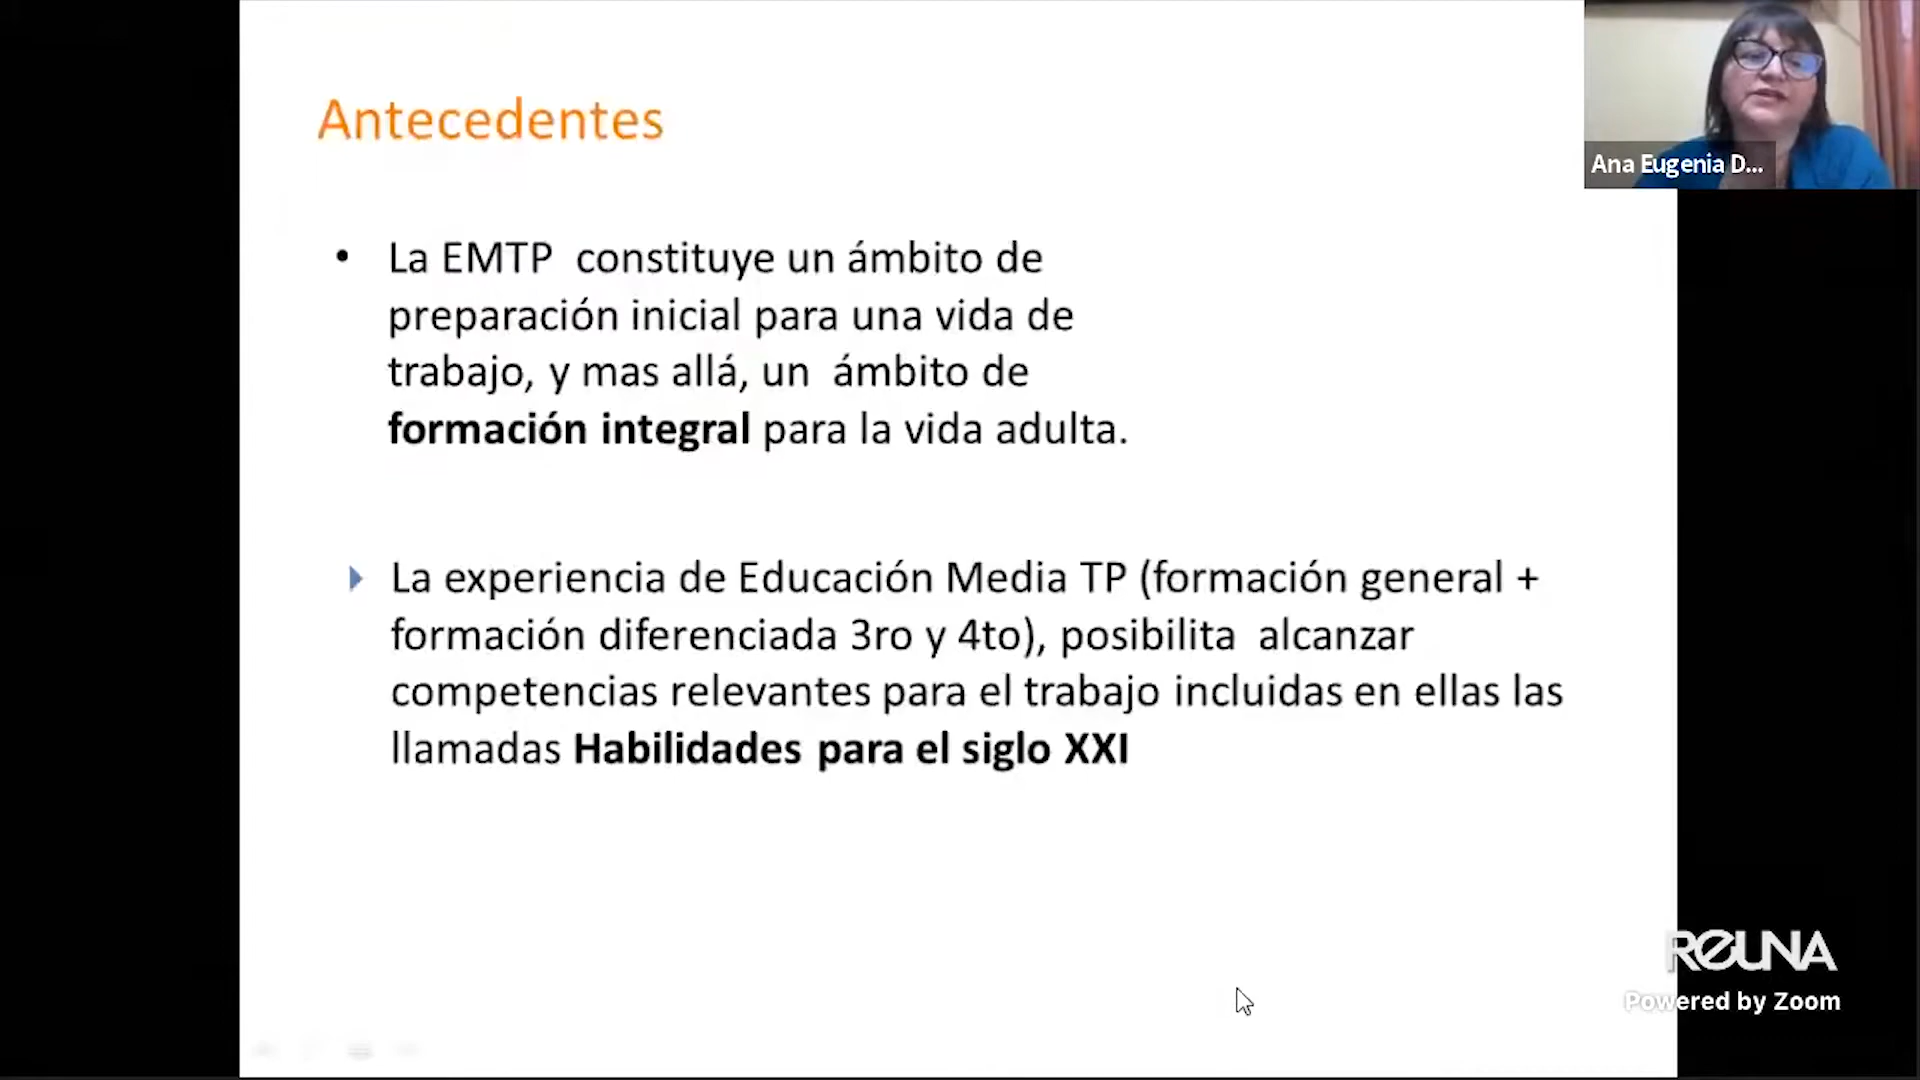 Antecedentes
Ana Eugenia D...
• La EMTP constituye un ámbito de
preparación inicial para una vida de
trabajo, y mas allá, un ámbito de
formación integral para la vida adulta.
La experiencia de Educación Media TP (formación general +
formación diferenciada 3ro y 4to), posibilita alcanzar
competencias relevantes para el trabajo incluidas en ellas las
llamadas Habilidades para el siglo XXI
REUNA
Powered by Zoom